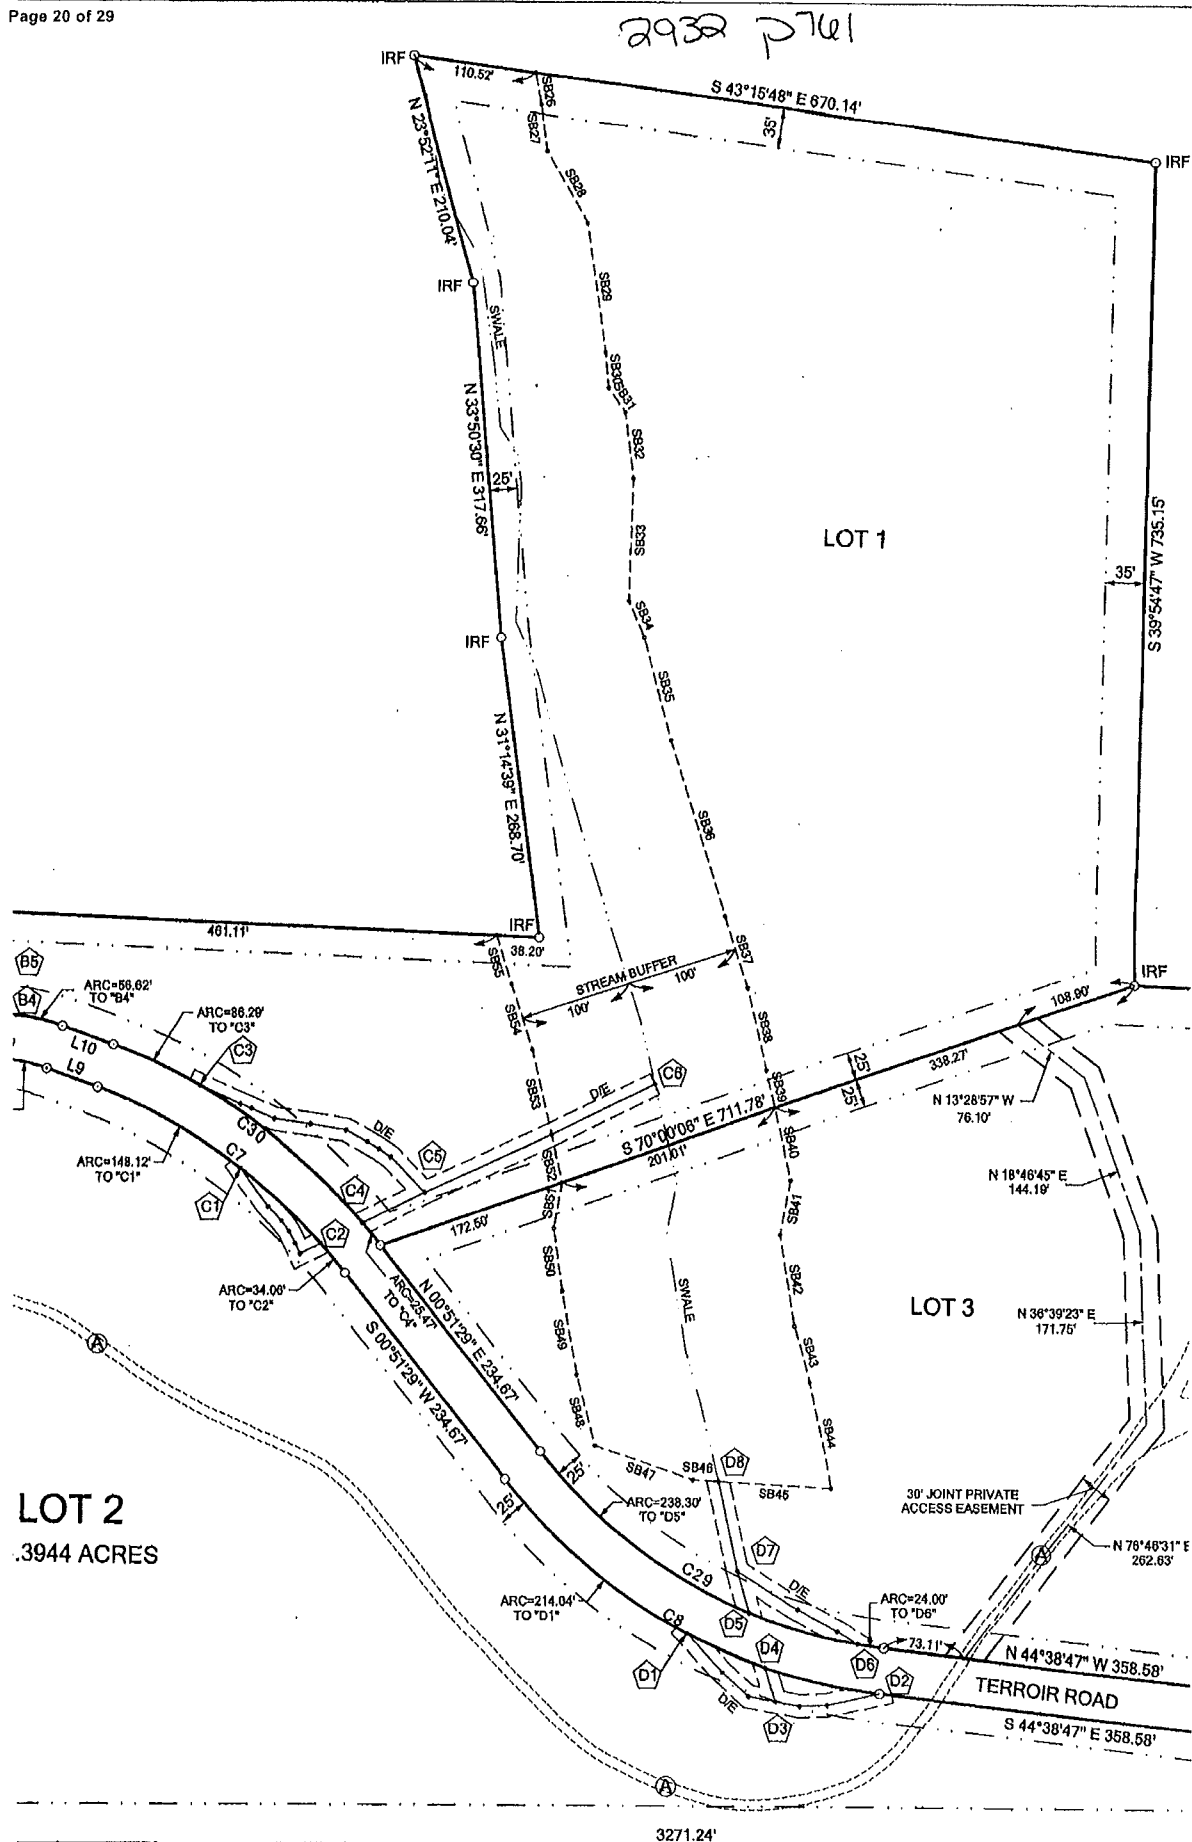 Page 20 of 29
2932 p761
IRF
110.52'
SB26
S 43°15'48" E 670.14'
35'
IRF
SB27
N 23°52'11" E 210.04'
SB28
IRF
SB29
SWALE
SB30
SB31
N 33°50'30" E 317.66'
25'
SB32
SB33
LOT 1
35'
S 39°54'47" W 735.15'
SB34
IRF
SB35
N 31°14'39" E 268.70'
SB36
461.11'
IRF
38.20'
SB37
B5
SB55
STREAM BUFFER
100'
100'
IRF
B4
ARC=56.62'
TO "B4"
108.90'
ARC=86.29'
TO "C3"
SB54
SB38
L10
C3
25'
338.27'
L9
C6
SB39
25'
D/E
N 13°28'57" W
76.10'
SB53
S 70°00'06" E 711.78'
201.01'
C30
D/E
C7
C5
SB40
ARC=148.12'
TO "C1"
SB52
N 18°46'45" E
144.19'
C1
C4
SB51
SB41
C2
172.50'
SB50
ARC=34.06'
TO "C2"
ARC=25.47'
TO "C4"
N 00°51'29" E 234.67'
SWALE
SB42
LOT 3
N 36°39'23" E
171.75'
A
S 00°51'29" W 234.67'
SB49
SB43
SB48
SB44
SB47
SB46
D8
SB45
25'
25'
30' JOINT PRIVATE
ACCESS EASEMENT
LOT 2
.3944 ACRES
ARC=238.30'
TO "D5"
N 76°46'31" E
262.63'
A
D7
C29
D/E
ARC=214.04'
TO "D1"
ARC=24.00'
TO "D6"
C8
D5
D4
D6
73.11'
N 44°38'47" W 358.58'
D1
D2
TERROIR ROAD
D/E
D3
S 44°38'47" E 358.58'
A
3271.24'